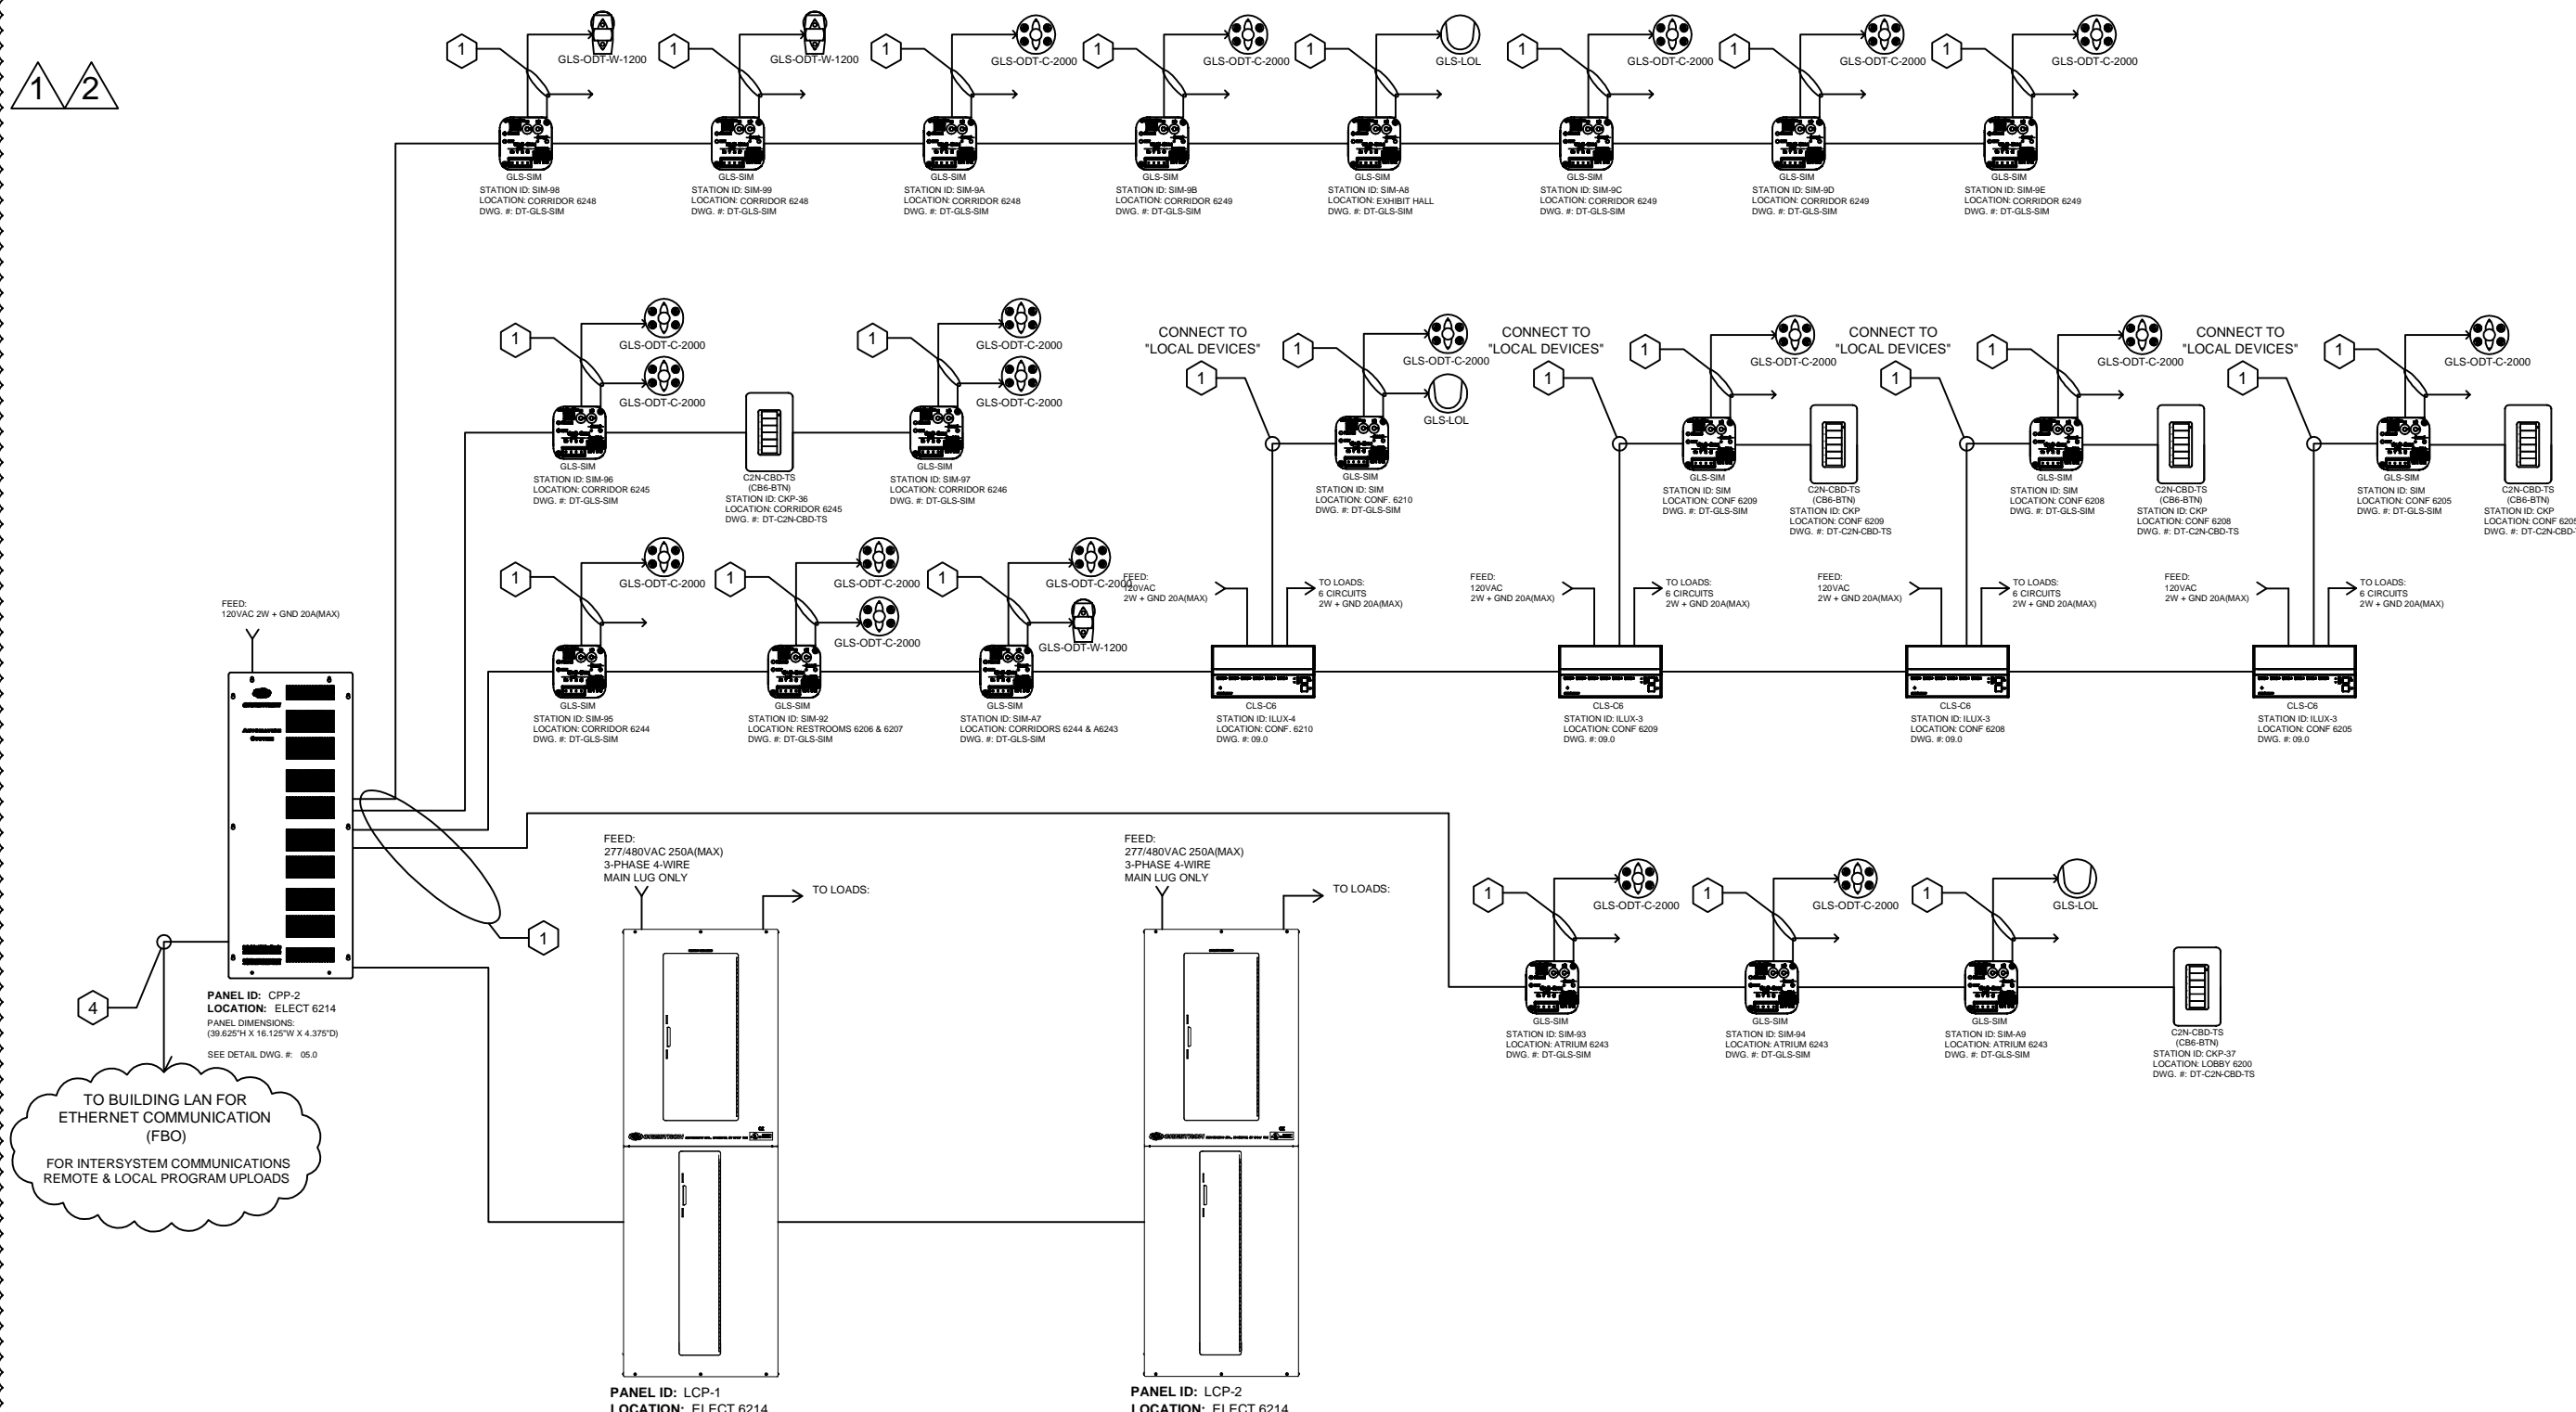 1 2
1
GLS-ODT-W-1200
GLS-SIM
STATION ID: SIM-98
LOCATION: CORRIDOR 6248
DWG. #: DT-GLS-SIM
1
GLS-ODT-W-1200
GLS-SIM
STATION ID: SIM-99
LOCATION: CORRIDOR 6248
DWG. #: DT-GLS-SIM
1
GLS-ODT-C-2000
GLS-SIM
STATION ID: SIM-9A
LOCATION: CORRIDOR 6248
DWG. #: DT-GLS-SIM
1
GLS-ODT-C-2000
GLS-SIM
STATION ID: SIM-9B
LOCATION: CORRIDOR 6249
DWG. #: DT-GLS-SIM
1
GLS-LOL
GLS-SIM
STATION ID: SIM-A8
LOCATION: EXHIBIT HALL
DWG. #: DT-GLS-SIM
1
GLS-ODT-C-2000
GLS-SIM
STATION ID: SIM-9C
LOCATION: CORRIDOR 6249
DWG. #: DT-GLS-SIM
1
GLS-ODT-C-2000
GLS-SIM
STATION ID: SIM-9D
LOCATION: CORRIDOR 6249
DWG. #: DT-GLS-SIM
1
GLS-ODT-C-2000
GLS-SIM
STATION ID: SIM-9E
LOCATION: CORRIDOR 6249
DWG. #: DT-GLS-SIM
1
GLS-ODT-C-2000
GLS-ODT-C-2000
GLS-SIM
STATION ID: SIM-96
LOCATION: CORRIDOR 6245
DWG. #: DT-GLS-SIM
C2N-CBD-TS
(CB6-BTN)
STATION ID: CKP-36
LOCATION: CORRIDOR 6245
DWG. #: DT-C2N-CBD-TS
1
GLS-ODT-C-2000
GLS-ODT-C-2000
GLS-SIM
STATION ID: SIM-97
LOCATION: CORRIDOR 6246
DWG. #: DT-GLS-SIM
CONNECT TO
"LOCAL DEVICES"
1
1
GLS-ODT-C-2000
GLS-LOL
GLS-SIM
STATION ID: SIM
LOCATION: CONF. 6210
DWG. #: DT-GLS-SIM
CONNECT TO
"LOCAL DEVICES"
1
1
GLS-ODT-C-2000
GLS-SIM
STATION ID: SIM
LOCATION: CONF 6209
DWG. #: DT-GLS-SIM
C2N-CBD-TS
(CB6-BTN)
STATION ID: CKP
LOCATION: CONF 6209
DWG. #: DT-C2N-CBD-TS
CONNECT TO
"LOCAL DEVICES"
1
1
GLS-ODT-C-2000
GLS-SIM
STATION ID: SIM
LOCATION: CONF 6208
DWG. #: DT-GLS-SIM
C2N-CBD-TS
(CB6-BTN)
STATION ID: CKP
LOCATION: CONF 6208
DWG. #: DT-C2N-CBD-TS
CONNECT TO
"LOCAL DEVICES"
1
1
GLS-ODT-C-2000
GLS-SIM
STATION ID: SIM
LOCATION: CONF 6205
DWG. #: DT-GLS-SIM
C2N-CBD-TS
(CB6-BTN)
STATION ID: CKP
LOCATION: CONF 6205
DWG. #: DT-C2N-CBD-
1
GLS-ODT-C-2000
GLS-SIM
STATION ID: SIM-95
LOCATION: CORRIDOR 6244
DWG. #: DT-GLS-SIM
1
GLS-ODT-C-2000
GLS-ODT-C-2000
GLS-SIM
STATION ID: SIM-92
LOCATION: RESTROOMS 6206 & 6207
DWG. #: DT-GLS-SIM
1
GLS-ODT-C-2000
GLS-ODT-W-1200
GLS-SIM
STATION ID: SIM-A7
LOCATION: CORRIDORS 6244 & A6243
DWG. #: DT-GLS-SIM
FEED:
120VAC
2W + GND 20A(MAX)
TO LOADS:
6 CIRCUITS
2W + GND 20A(MAX)
CLS-C6
STATION ID: ILUX-4
LOCATION: CONF. 6210
DWG. #: 09.0
FEED:
120VAC
2W + GND 20A(MAX)
TO LOADS:
6 CIRCUITS
2W + GND 20A(MAX)
CLS-C6
STATION ID: ILUX-3
LOCATION: CONF 6209
DWG. #: 09.0
FEED:
120VAC
2W + GND 20A(MAX)
TO LOADS:
6 CIRCUITS
2W + GND 20A(MAX)
CLS-C6
STATION ID: ILUX-3
LOCATION: CONF 6208
DWG. #: 09.0
FEED:
120VAC
2W + GND 20A(MAX)
TO LOADS:
6 CIRCUITS
2W + GND 20A(MAX)
CLS-C6
STATION ID: ILUX-3
LOCATION: CONF 6205
DWG. #: 09.0
FEED:
120VAC 2W + GND 20A(MAX)
1
4
PANEL ID: CPP-2
LOCATION: ELECT 6214
PANEL DIMENSIONS:
(39.625"H X 16.125"W X 4.375"D)
SEE DETAIL DWG. #: 05.0
TO BUILDING LAN FOR
ETHERNET COMMUNICATION
(FBO)
FOR INTERSYSTEM COMMUNICATIONS
REMOTE & LOCAL PROGRAM UPLOADS
FEED:
277/480VAC 250A(MAX)
3-PHASE 4-WIRE
MAIN LUG ONLY
TO LOADS:
PANEL ID: LCP-1
LOCATION: ELECT 6214
FEED:
277/480VAC 250A(MAX)
3-PHASE 4-WIRE
MAIN LUG ONLY
TO LOADS:
PANEL ID: LCP-2
LOCATION: ELECT 6214
1
GLS-ODT-C-2000
GLS-SIM
STATION ID: SIM-93
LOCATION: ATRIUM 6243
DWG. #: DT-GLS-SIM
1
GLS-ODT-C-2000
GLS-SIM
STATION ID: SIM-94
LOCATION: ATRIUM 6243
DWG. #: DT-GLS-SIM
1
GLS-LOL
GLS-SIM
STATION ID: SIM-A9
LOCATION: ATRIUM 6243
DWG. #: DT-GLS-SIM
C2N-CBD-TS
(CB6-BTN)
STATION ID: CKP-37
LOCATION: LOBBY 6200
DWG. #: DT-C2N-CBD-TS